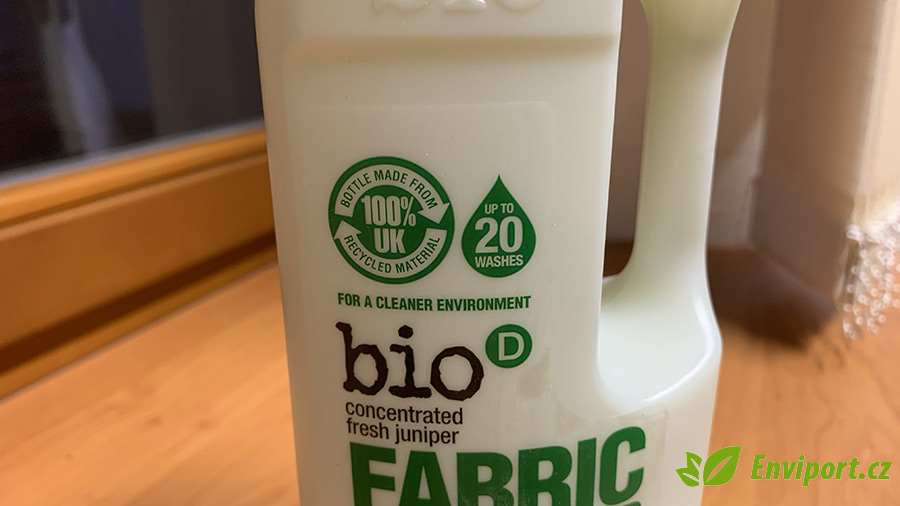 BOTTLE MADE FROM
100%
UK
RECYCLED MATERIAL
UP TO
20
WASHES
FOR A CLEANER ENVIRONMENT
bio D
concentrated
fresh juniper
FABRIC
Enviport.cz